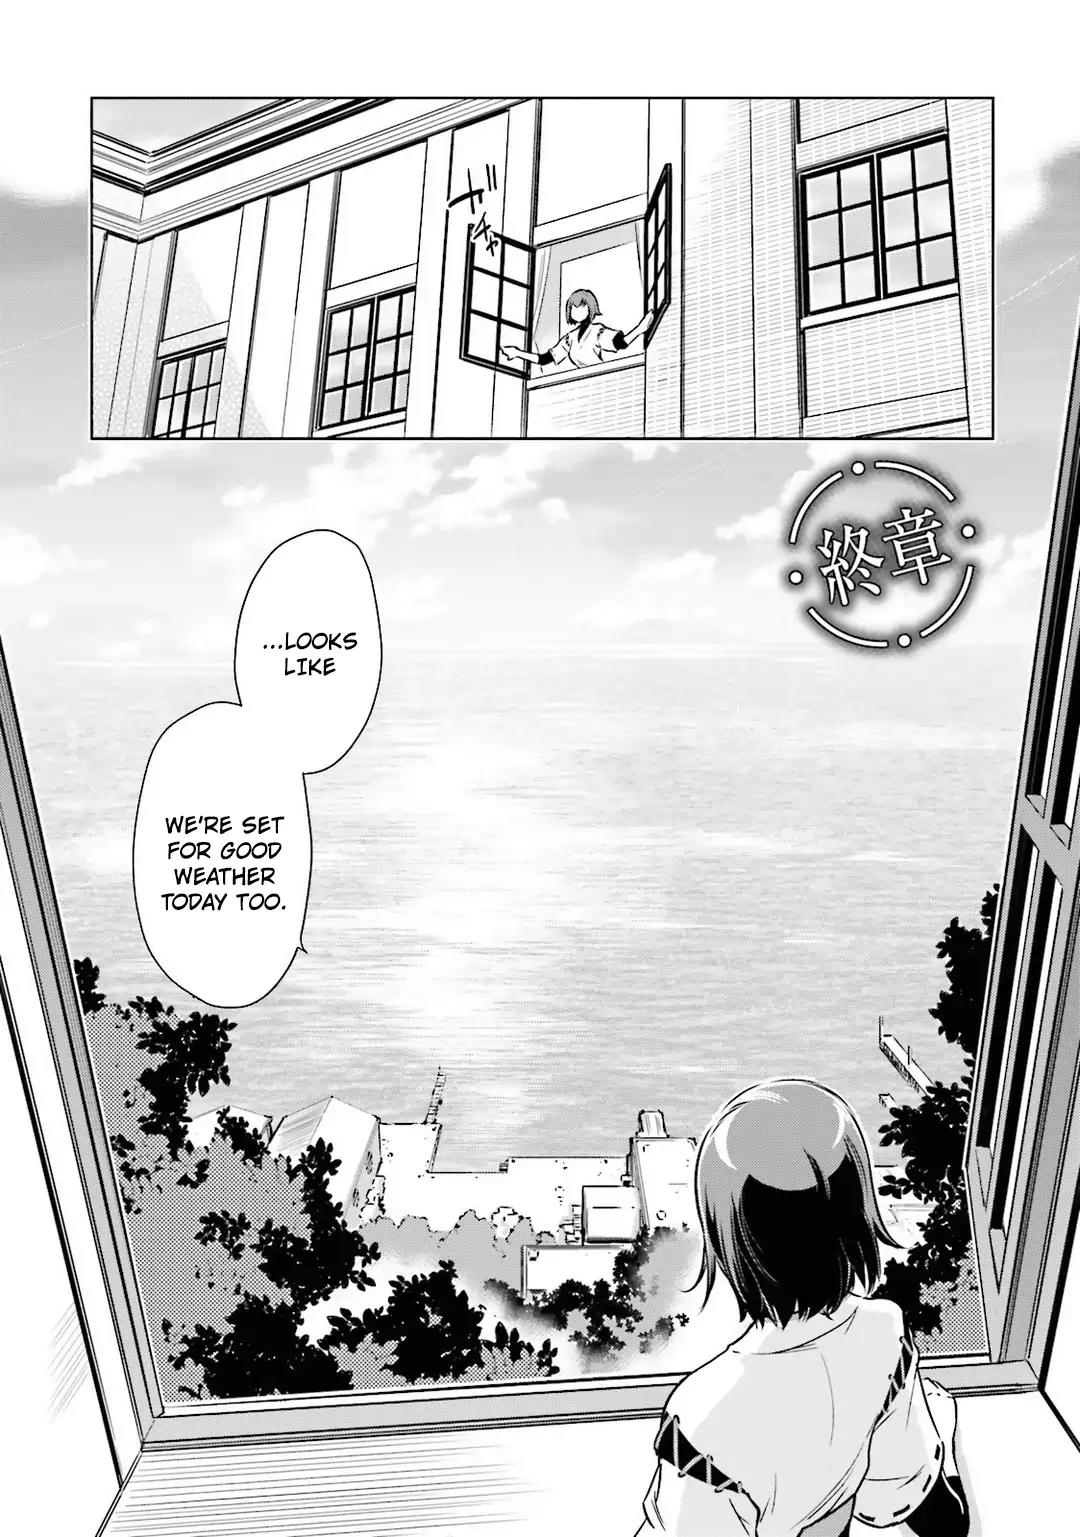 ガチャ
終章
...LOOKS
LIKE
WE'RE SET
FOR GOOD
WEATHER
TODAY TOO.